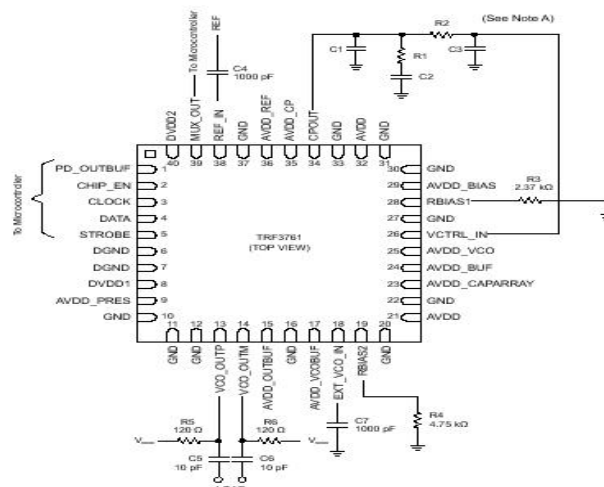 (See Note A)
R2
C1
R1
C3
C2
To Microcontroller
REF
C4
1000 pF
DVDD2
MUX_OUT
REF_IN
GND
AVDD_REF
AVDD_CP
CPOUT
GND
AVDD
GND
40 39 38 37 36 35 34 33 32 31
To Microcontroller
PD_OUTBUF 1
CHIP_EN 2
CLOCK 3
DATA 4
STROBE 5
DGND 6
DGND 7
DVDD1 8
AVDD_PRES 9
GND 10
TRF3761
(TOP VIEW)
30 GND
29 AVDD_BIAS
28 RBIAS1
27 GND
26 VCTRL_IN
25 AVDD_VCO
24 AVDD_BUF
23 AVDD_CAPARRAY
22 GND
21 AVDD
R3
2.37 kΩ
11 12 13 14 15 16 17 18 19 20
GND
GND
VCO_OUTP
VCO_OUTM
AVDD_OUTBUF
GND
AVDD_VCOBUF
EXT_VCO_IN
RBIAS2
GND
R5
120 Ω
R6
120 Ω
C5
10 pF
C6
10 pF
C7
1000 pF
R4
4.75 kΩ